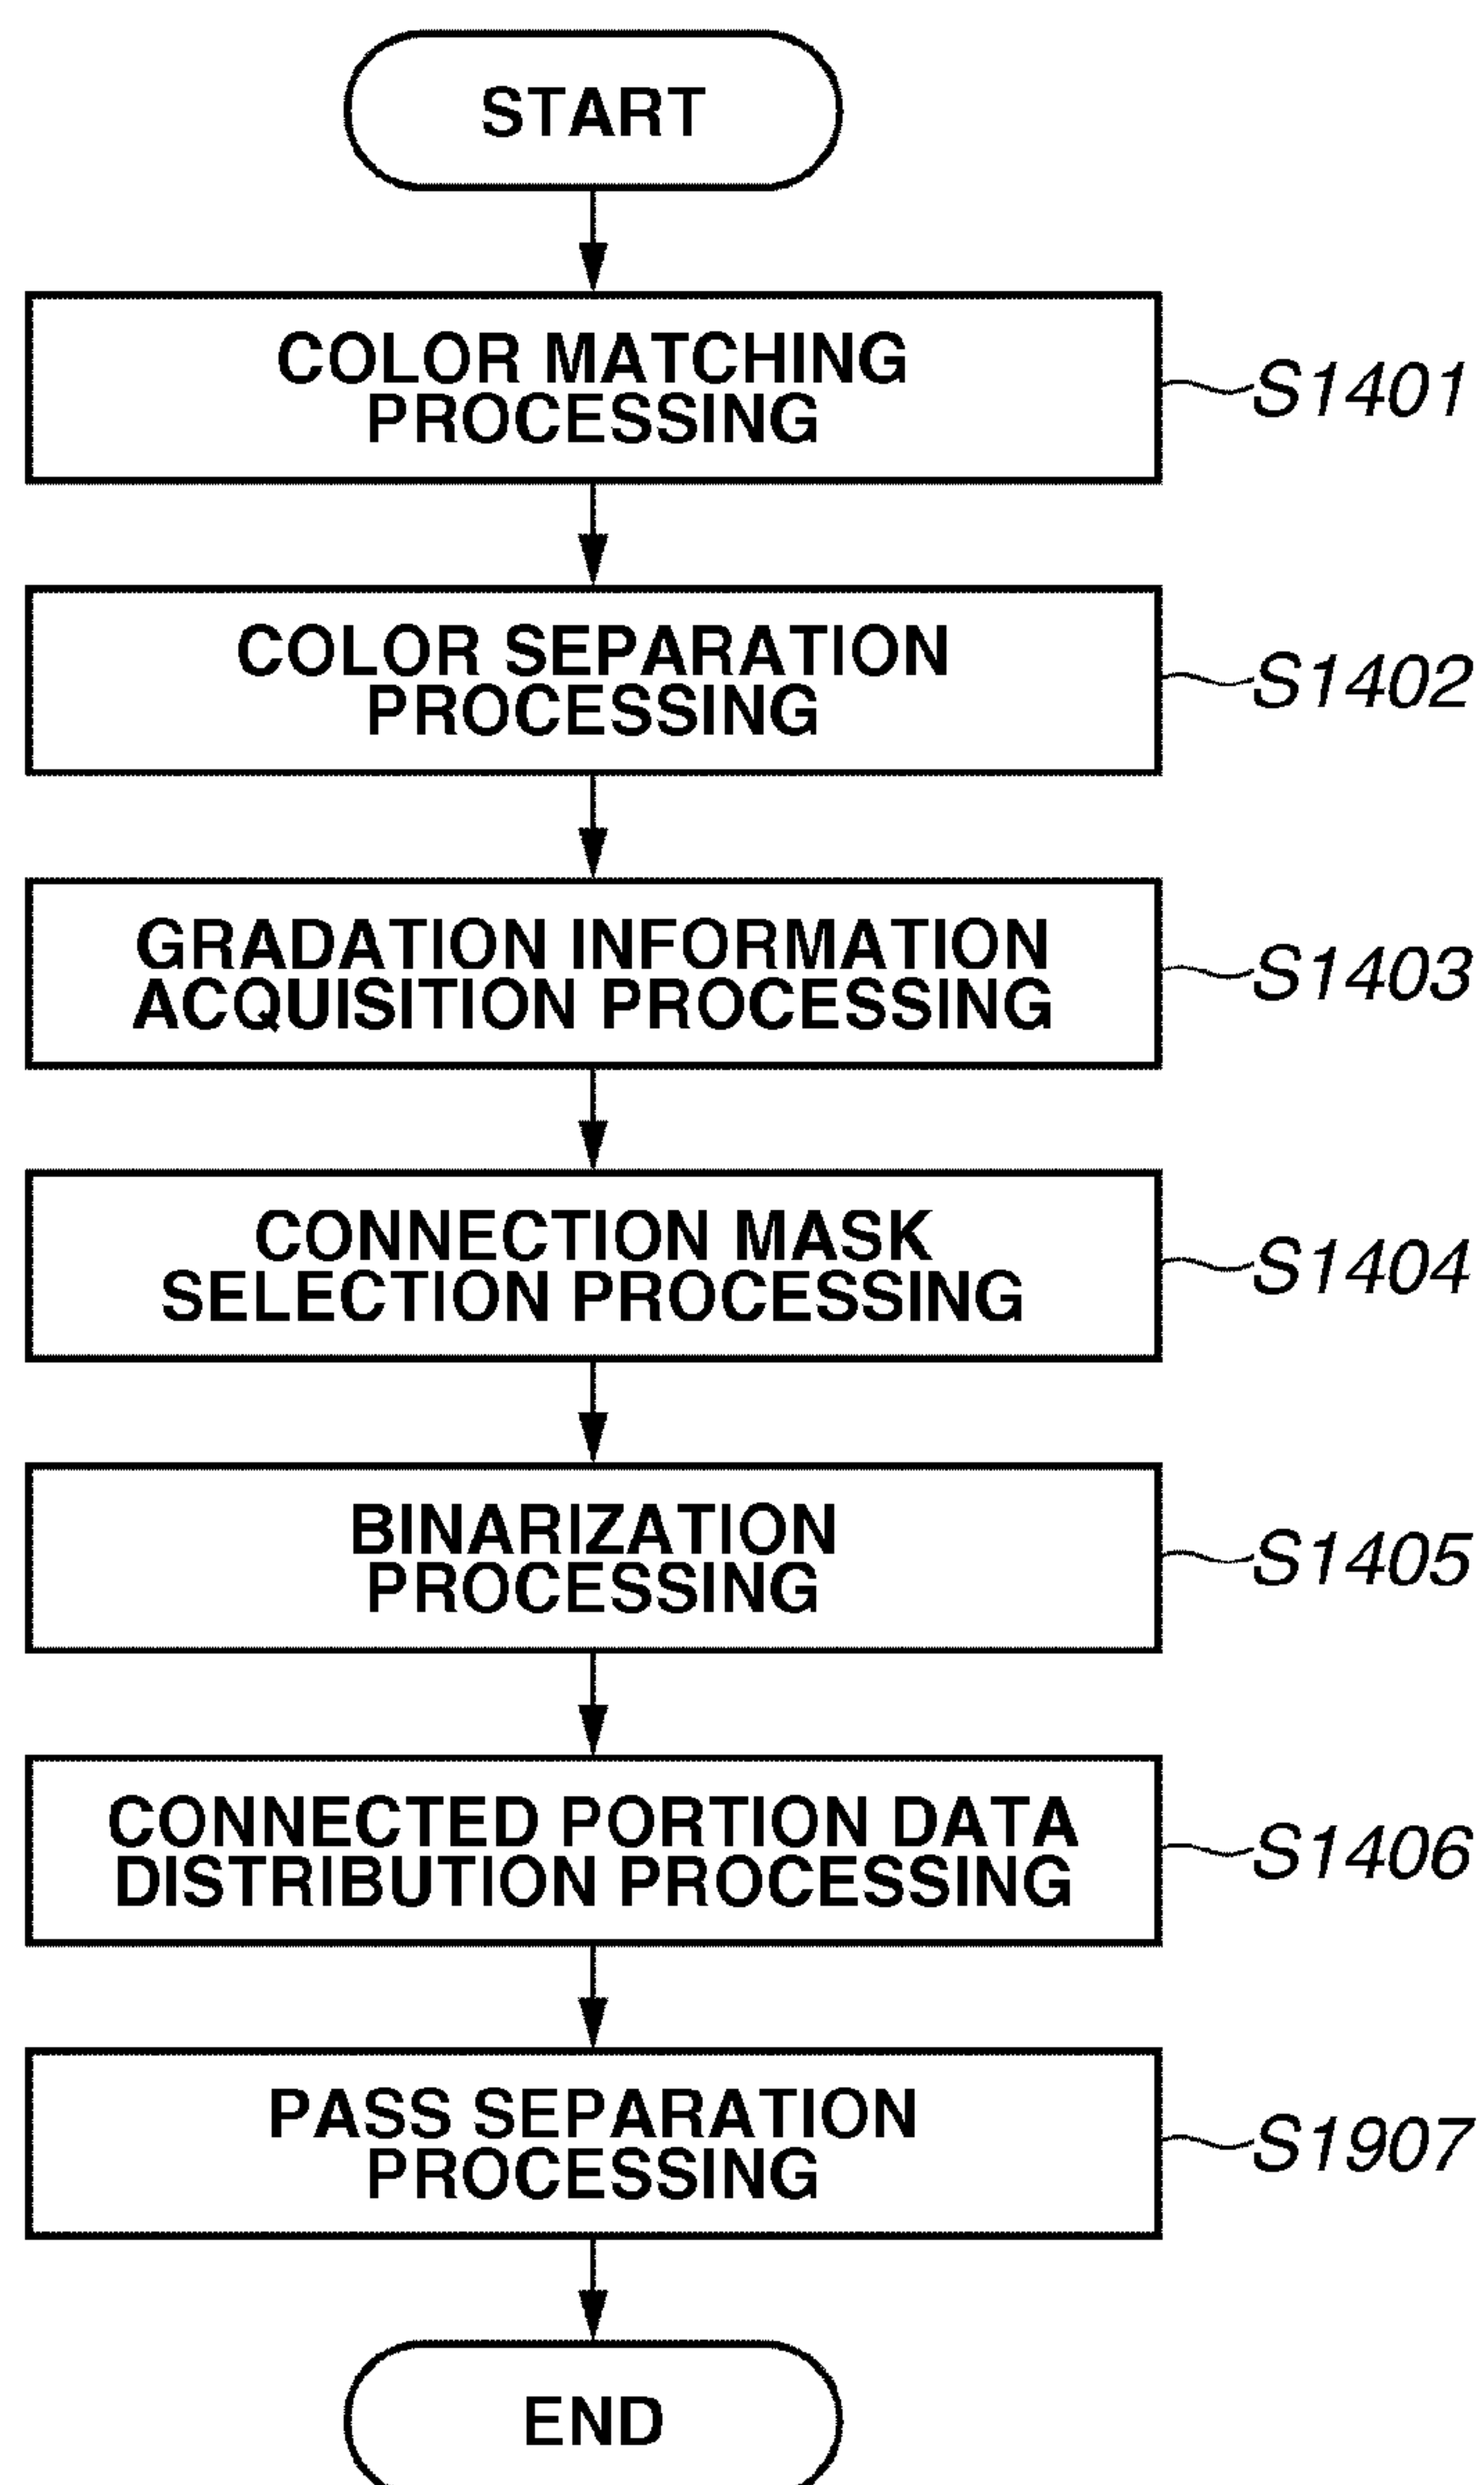 START
COLOR MATCHING
PROCESSING
S1401
COLOR SEPARATION
PROCESSING
S1402
GRADATION INFORMATION
ACQUISITION PROCESSING
S1403
CONNECTION MASK
SELECTION PROCESSING
S1404
BINARIZATION
PROCESSING
S1405
CONNECTED PORTION DATA
DISTRIBUTION PROCESSING
S1406
PASS SEPARATION
PROCESSING
S1907
END